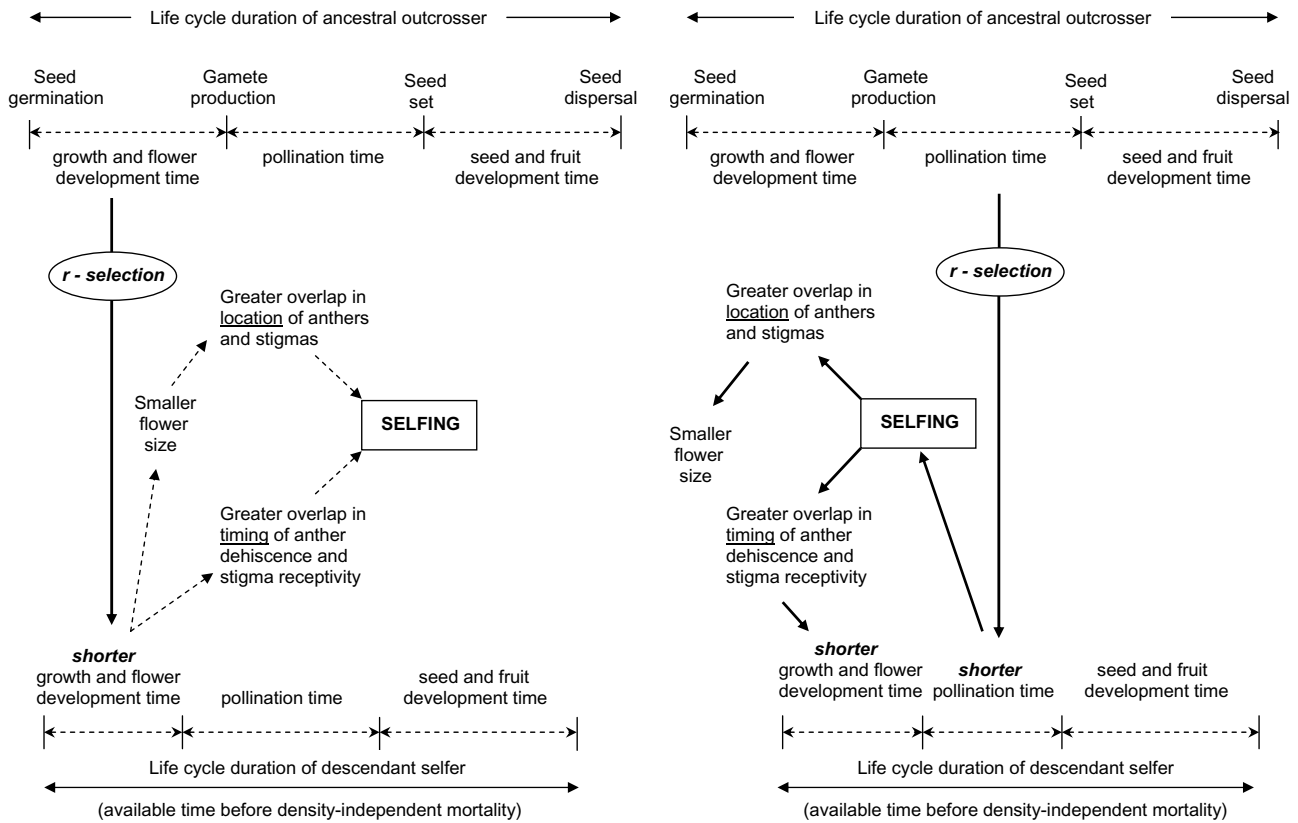 Life cycle duration of ancestral outcrosser
Seed
germination
Gamete
production
Seed
set
Seed
dispersal
growth and flower
development time
pollination time
seed and fruit
development time
r - selection
Greater overlap in
location of anthers
and stigmas
Smaller
flower
size
SELFING
Greater overlap in
timing of anther
dehiscence and
stigma receptivity
shorter
growth and flower
development time
pollination time
seed and fruit
development time
Life cycle duration of descendant selfer
(available time before density-independent mortality)
Life cycle duration of ancestral outcrosser
Seed
germination
Gamete
production
Seed
set
Seed
dispersal
growth and flower
development time
pollination time
seed and fruit
development time
r - selection
Greater overlap in
location of anthers
and stigmas
Smaller
flower
size
SELFING
Greater overlap in
timing of anther
dehiscence and
stigma receptivity
shorter
growth and flower
development time
shorter
pollination time
seed and fruit
development time
Life cycle duration of descendant selfer
(available time before density-independent mortality)